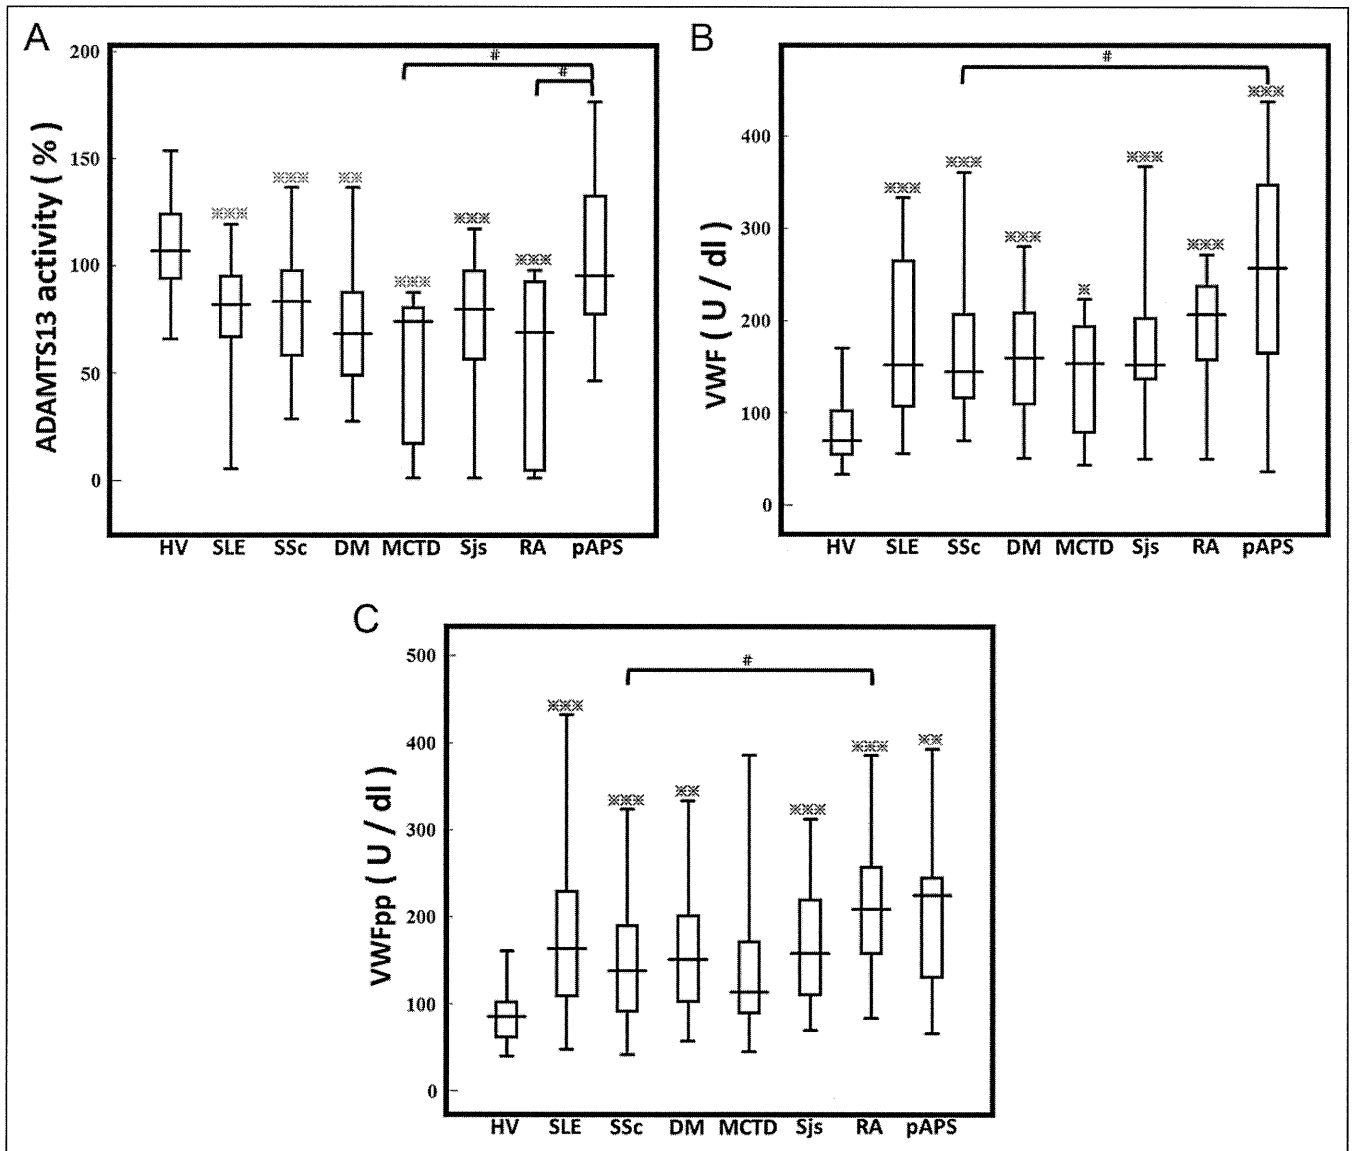 A
200
150
100
50
0
ADAMTS13 activity ( % )
# #
※※※ ※※※ ※※ ※※※ ※※※ ※※※
HV SLE SSc DM MCTD Sjs RA pAPS
B
400
300
200
100
0
VWF ( U / dl )
#
※※※ ※※※ ※※※ ※ ※※※ ※※※ ※※※
HV SLE SSc DM MCTD Sjs RA pAPS
C
500
400
300
200
100
0
VWFpp ( U / dl )
#
※※※ ※※※ ※※ ※※※ ※※※ ※※
HV SLE SSc DM MCTD Sjs RA pAPS